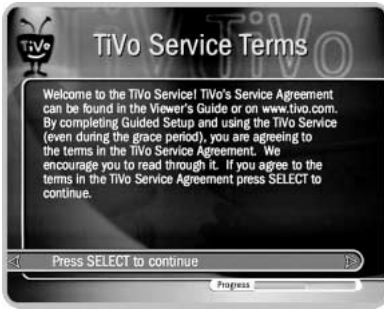 TiVo
TiVo Service Terms
Welcome to the TiVo Service! TiVo's Service Agreement
can be found in the Viewer's Guide or on www.tivo.com.
By completing Guided Setup and using the TiVo Service
(even during the grace period), you are agreeing to
the terms in the TiVo Service Agreement. We
encourage you to read through it. If you agree to the
terms in the TiVo Service Agreement press SELECT to
continue.
Press SELECT to continue
Progress